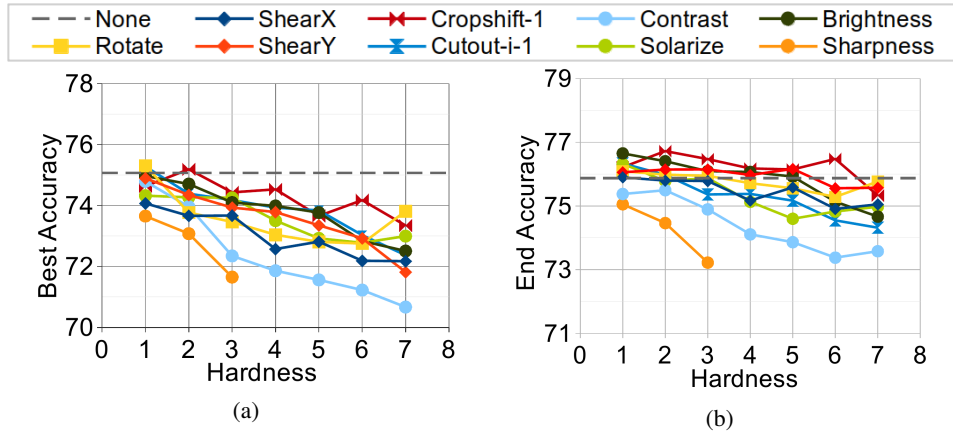 None ShearX Cropshift-1 Contrast Brightness
Rotate ShearY Cutout-i-1 Solarize Sharpness
78
76
74
72
70
0 1 2 3 4 5 6 7 8
Best Accuracy
Hardness
(a)
79
77
75
73
71
0 1 2 3 4 5 6 7 8
End Accuracy
Hardness
(b)